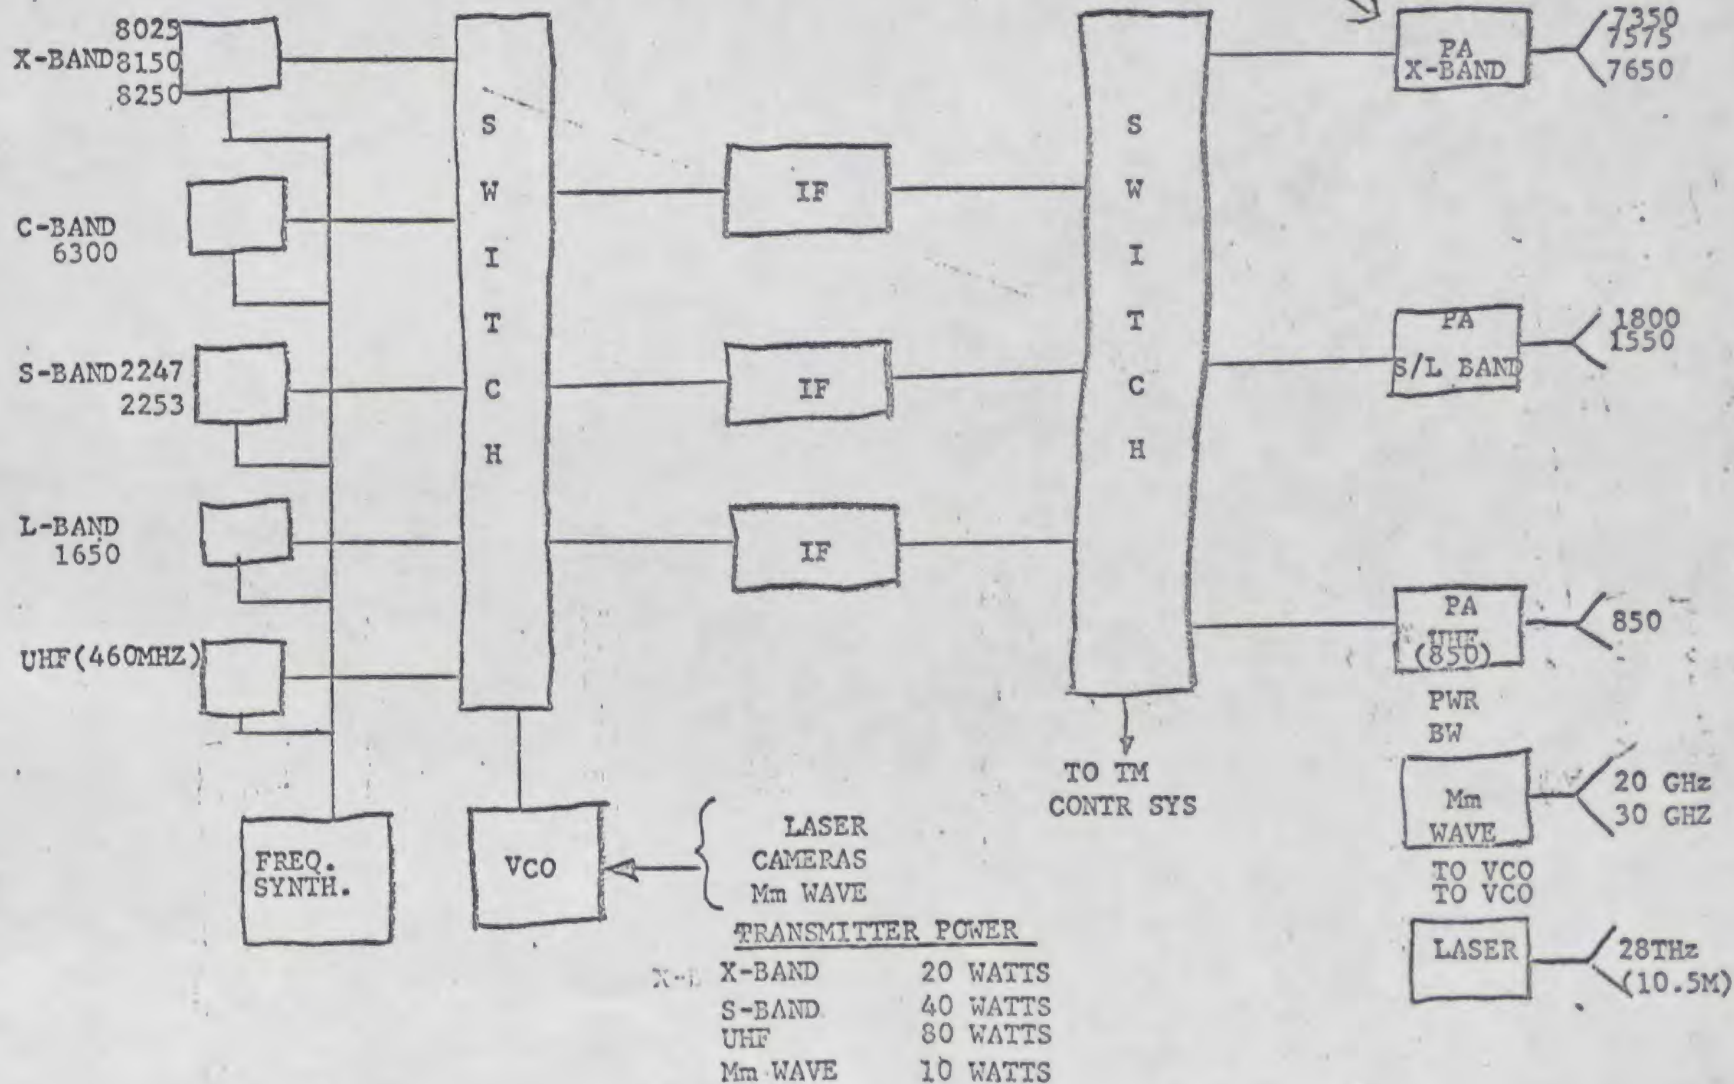 8025
X-BAND 8150
8250
C-BAND
6300
S-BAND 2247
2253
L-BAND
1650
UHF(460MHZ)
FREQ.
SYNTH.
SWITCH
VCO
IF
IF
IF
LASER
CAMERAS
Mm WAVE
SWITCH
TO TM
CONTR SYS
PA
X-BAND
7350
7575
7650
PA
S/L BAND
1800
1550
PA
UHF
(850)
850
PWR
BW
Mm
WAVE
20 GHz
30 GHZ
TO VCO
TO VCO
LASER
28THz
(10.5M)
TRANSMITTER POWER
X-BAND 20 WATTS
S-BAND 40 WATTS
UHF 80 WATTS
Mm WAVE 10 WATTS